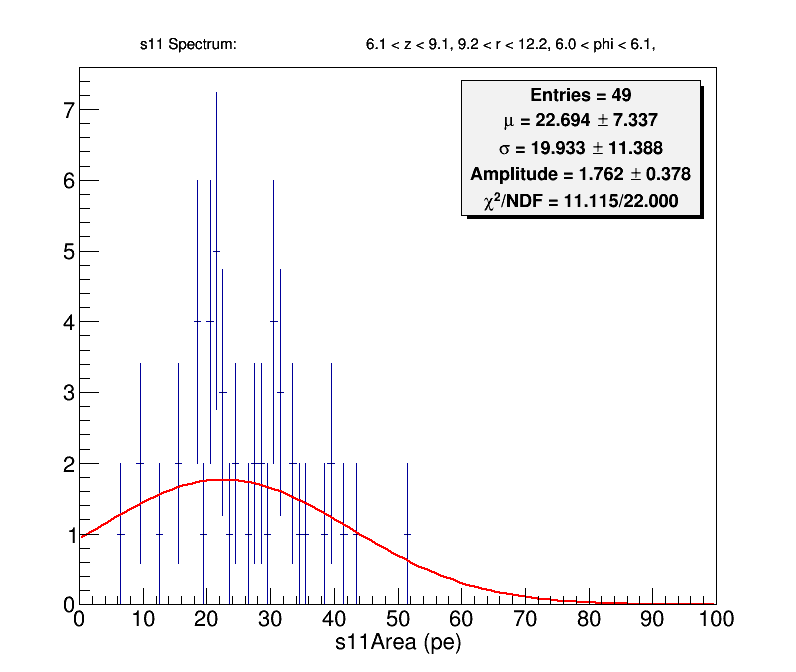 s11 Spectrum: 6.1 < z < 9.1, 9.2 < r < 12.2, 6.0 < phi < 6.1,
Entries = 49
μ = 22.694 ± 7.337
σ = 19.933 ± 11.388
Amplitude = 1.762 ± 0.378
χ²/NDF = 11.115/22.000
7
6
5
4
3
2
1
0
0 10 20 30 40 50 60 70 80 90 100
s11Area (pe)